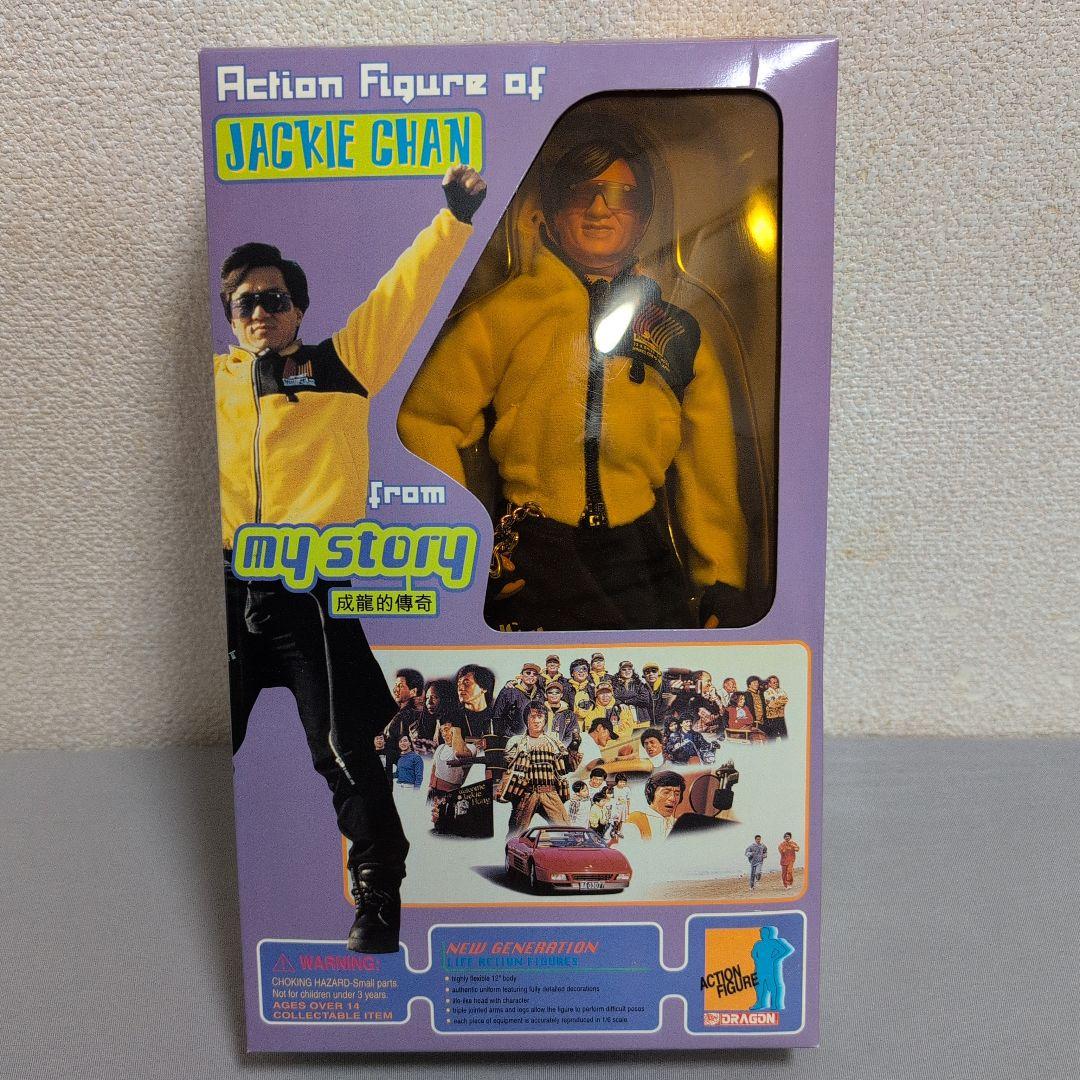 Action Figure of
JACKIE CHAN
from
my story
成龍的傳奇
⚠ WARNING:
CHOKING HAZARD-Small parts.
Not for children under 3 years.
AGES OVER 14
COLLECTABLE ITEM
NEW GENERATION
LIFE ACTION FIGURES
• highly flexible 12" body
• authentic uniform featuring fully detailed decorations
• life-like head with character
• triple jointed arms and legs allow the figure to perform difficult poses
• each piece of equipment is accurately reproduced in 1/6 scale
ACTION
FIGURE
DRAGON